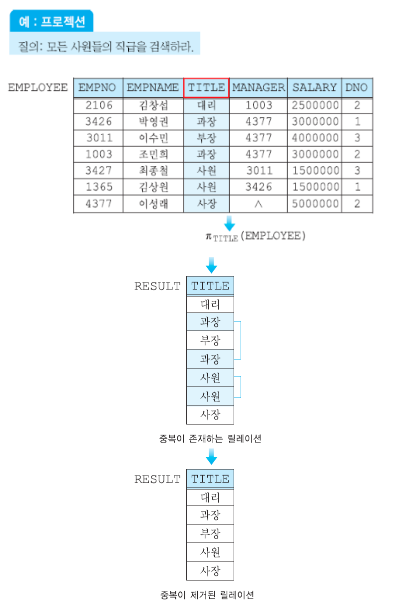 예 : 프로젝션
질의: 모든 사원들의 직급을 검색하라.
EMPLOYEE EMPNO EMPNAME TITLE MANAGER SALARY DNO
2106 김창섭 대리 1003 2500000 2
3426 박영권 과장 4377 3000000 1
3011 이수민 부장 4377 4000000 3
1003 조민희 과장 4377 3000000 2
3427 최종철 사원 3011 1500000 3
1365 김상원 사원 3426 1500000 1
4377 이성래 사장 ∧ 5000000 2
πTITLE(EMPLOYEE)
RESULT TITLE
대리
과장
부장
과장
사원
사원
사장
중복이 존재하는 릴레이션
RESULT TITLE
대리
과장
부장
사원
사장
중복이 제거된 릴레이션